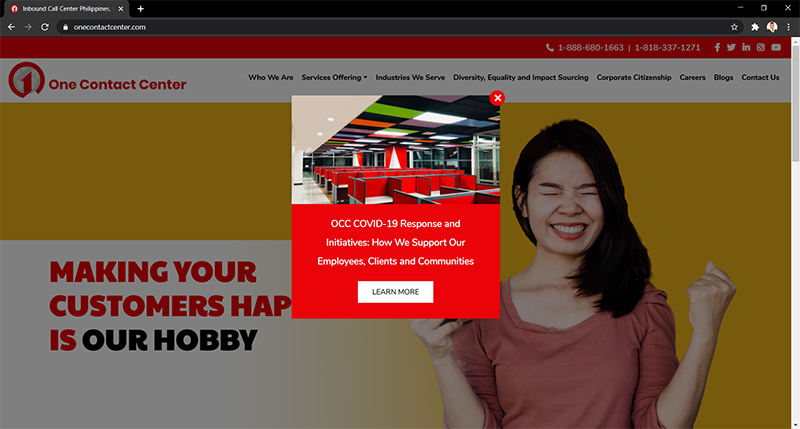 Inbound Call Center Philippines,
onecontactcenter.com
1-888-680-1663 | 1-818-337-1271
One Contact Center
Who We Are Services Offering Industries We Serve Diversity, Equality and Impact Sourcing Corporate Citizenship Careers Blogs Contact Us
OCC COVID-19 Response and
Initiatives: How We Support Our
Employees, Clients and Communities
LEARN MORE
MAKING YOUR
CUSTOMERS HAP
IS OUR HOBBY